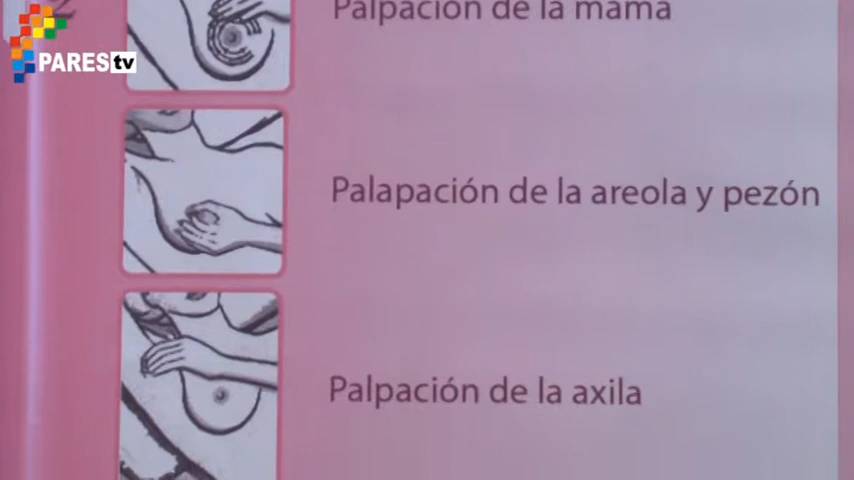 PARES tv
Palpación de la mama
Palapación de la areola y pezón
Palpación de la axila